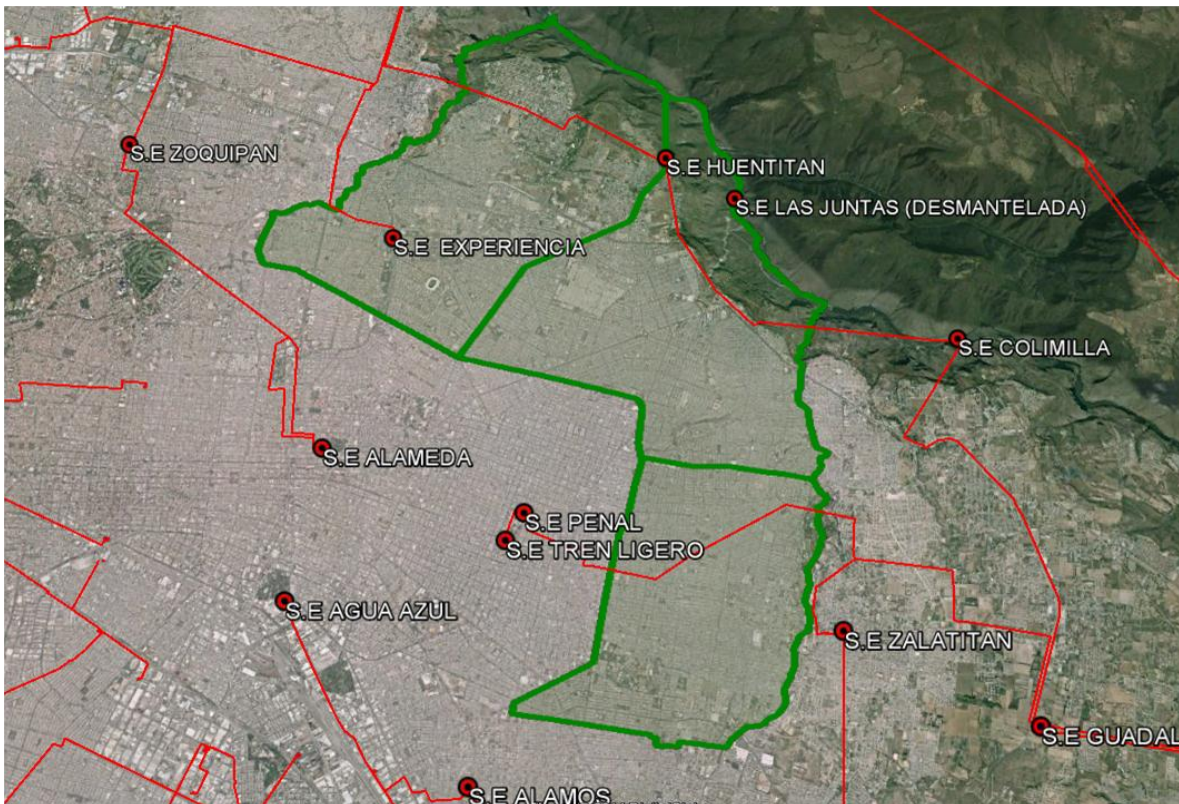 S.E ZOQUIPAN
S.E HUENTITAN
S.E LAS JUNTAS (DESMANTELADA)
S.E  EXPERIENCIA
S.E COLIMILLA
S.E ALAMEDA
S.E PENAL
S.E TREN LIGERO
S.E AGUA AZUL
S.E ZALATITAN
S.E GUADAL
S.E ALAMOS